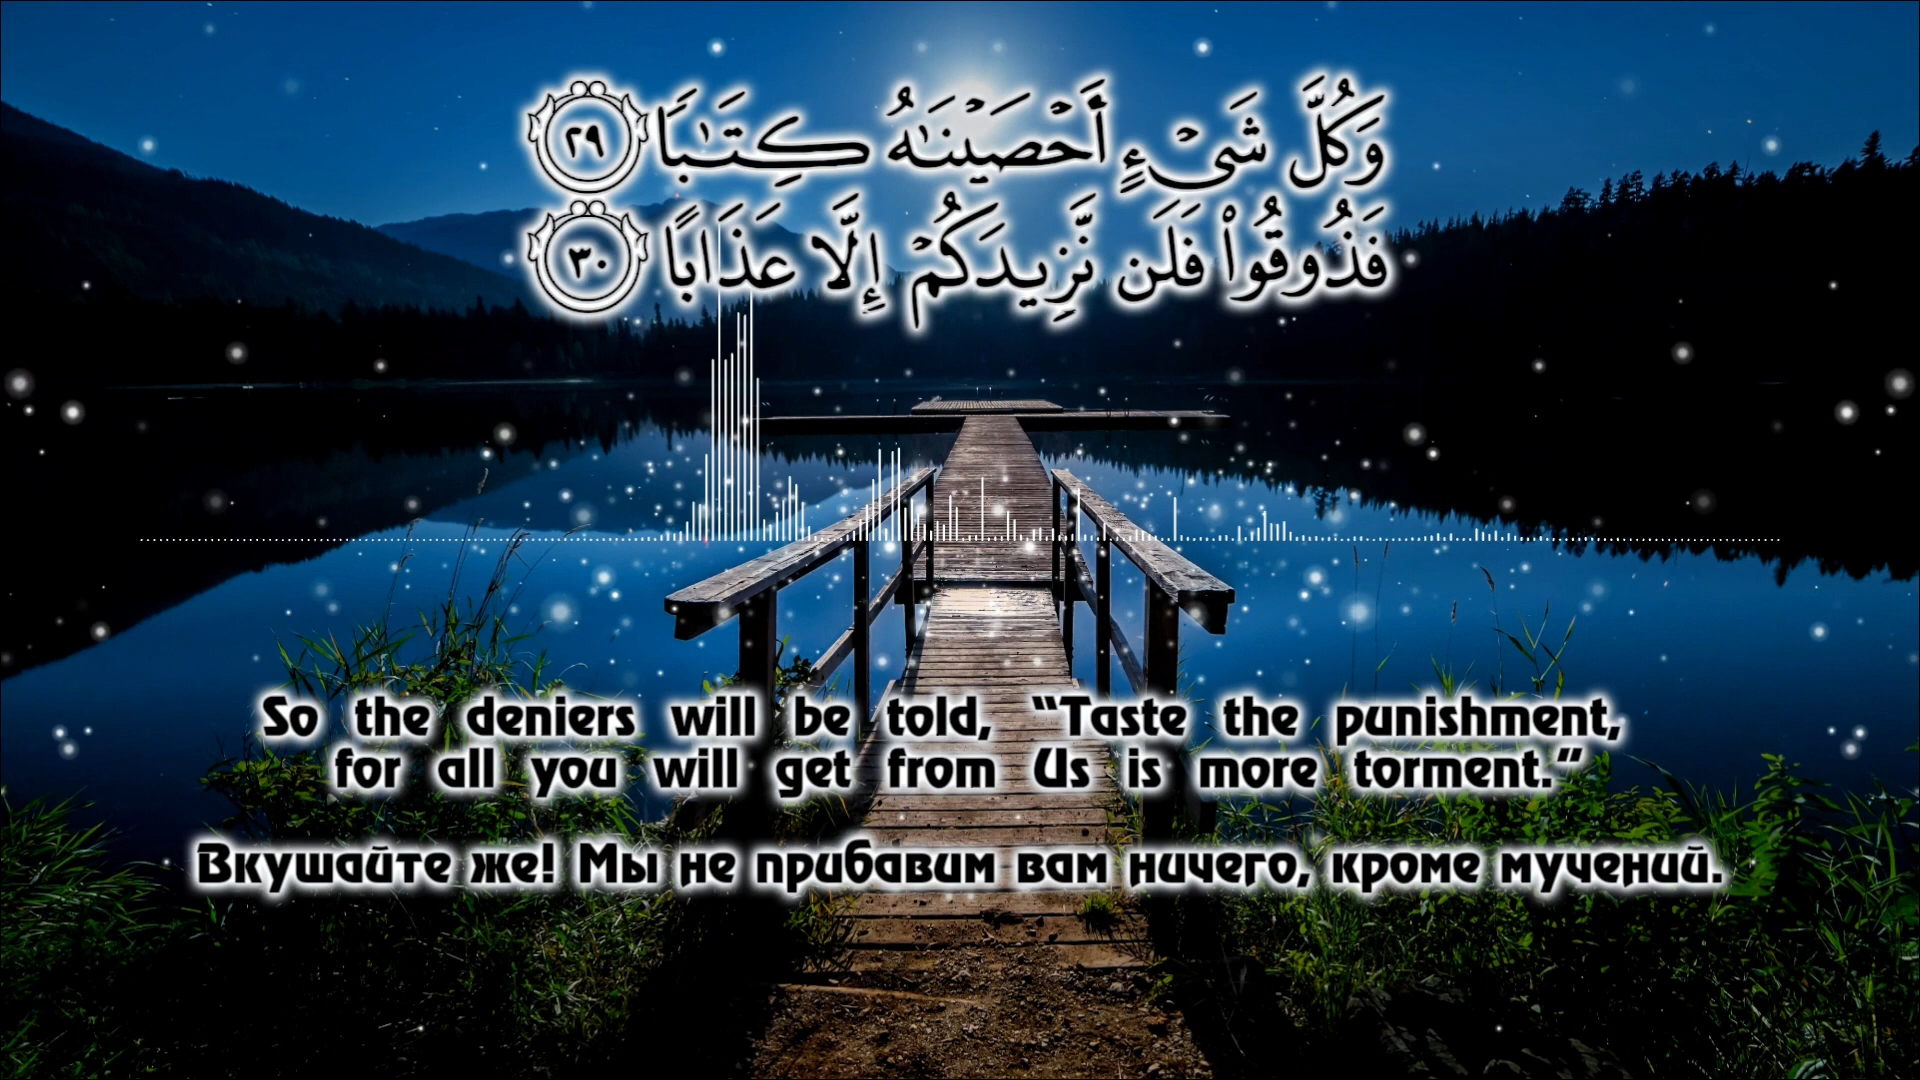 وَكُلَّ شَىْءٍ أَحْصَيْنَـٰهُ كِتَـٰبًا ٢٩
فَذُوقُوا۟ فَلَن نَّزِيدَكُمْ إِلَّا عَذَابًا ٣٠
So the deniers will be told, “Taste the punishment,
for all you will get from Us is more torment.”
Вкушайте же! Мы не прибавим вам ничего, кроме мучений.